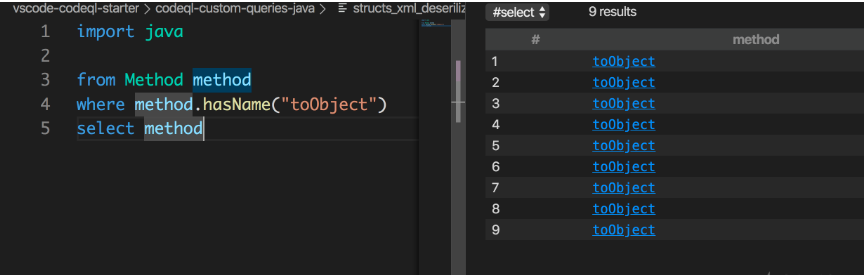 vscode-codeql-starter > codeql-custom-queries-java > structs_xml_deseriliz
1 import java
2
3 from Method method
4 where method.hasName("toObject")
5 select method
#select 9 results
# method
1 toObject
2 toObject
3 toObject
4 toObject
5 toObject
6 toObject
7 toObject
8 toObject
9 toObject